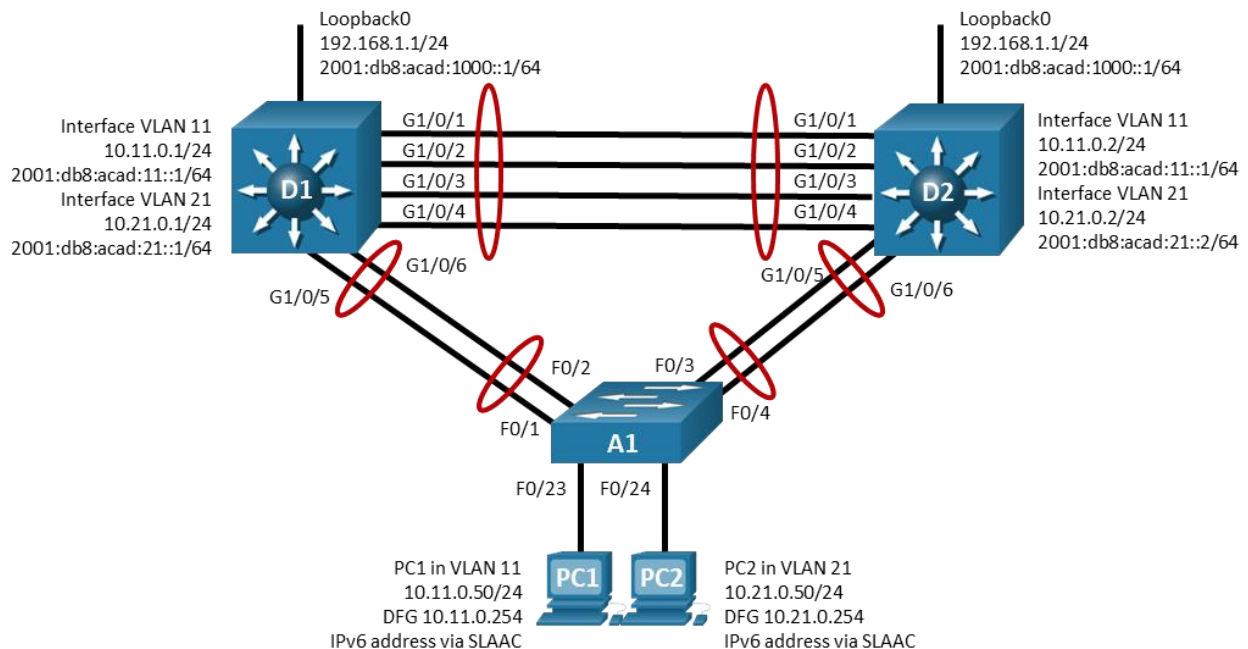 Loopback0
192.168.1.1/24
2001:db8:acad:1000::1/64
Loopback0
192.168.1.1/24
2001:db8:acad:1000::1/64
Interface VLAN 11
10.11.0.1/24
2001:db8:acad:11::1/64
Interface VLAN 21
10.21.0.1/24
2001:db8:acad:21::1/64
D1
G1/0/1
G1/0/2
G1/0/3
G1/0/4
G1/0/1
G1/0/2
G1/0/3
G1/0/4
D2
Interface VLAN 11
10.11.0.2/24
2001:db8:acad:11::1/64
Interface VLAN 21
10.21.0.2/24
2001:db8:acad:21::2/64
G1/0/6
G1/0/5
G1/0/5
G1/0/6
F0/2
F0/3
F0/1
F0/4
A1
F0/23
F0/24
PC1 in VLAN 11
10.11.0.50/24
DFG 10.11.0.254
IPv6 address via SLAAC
PC1
PC2
PC2 in VLAN 21
10.21.0.50/24
DFG 10.21.0.254
IPv6 address via SLAAC